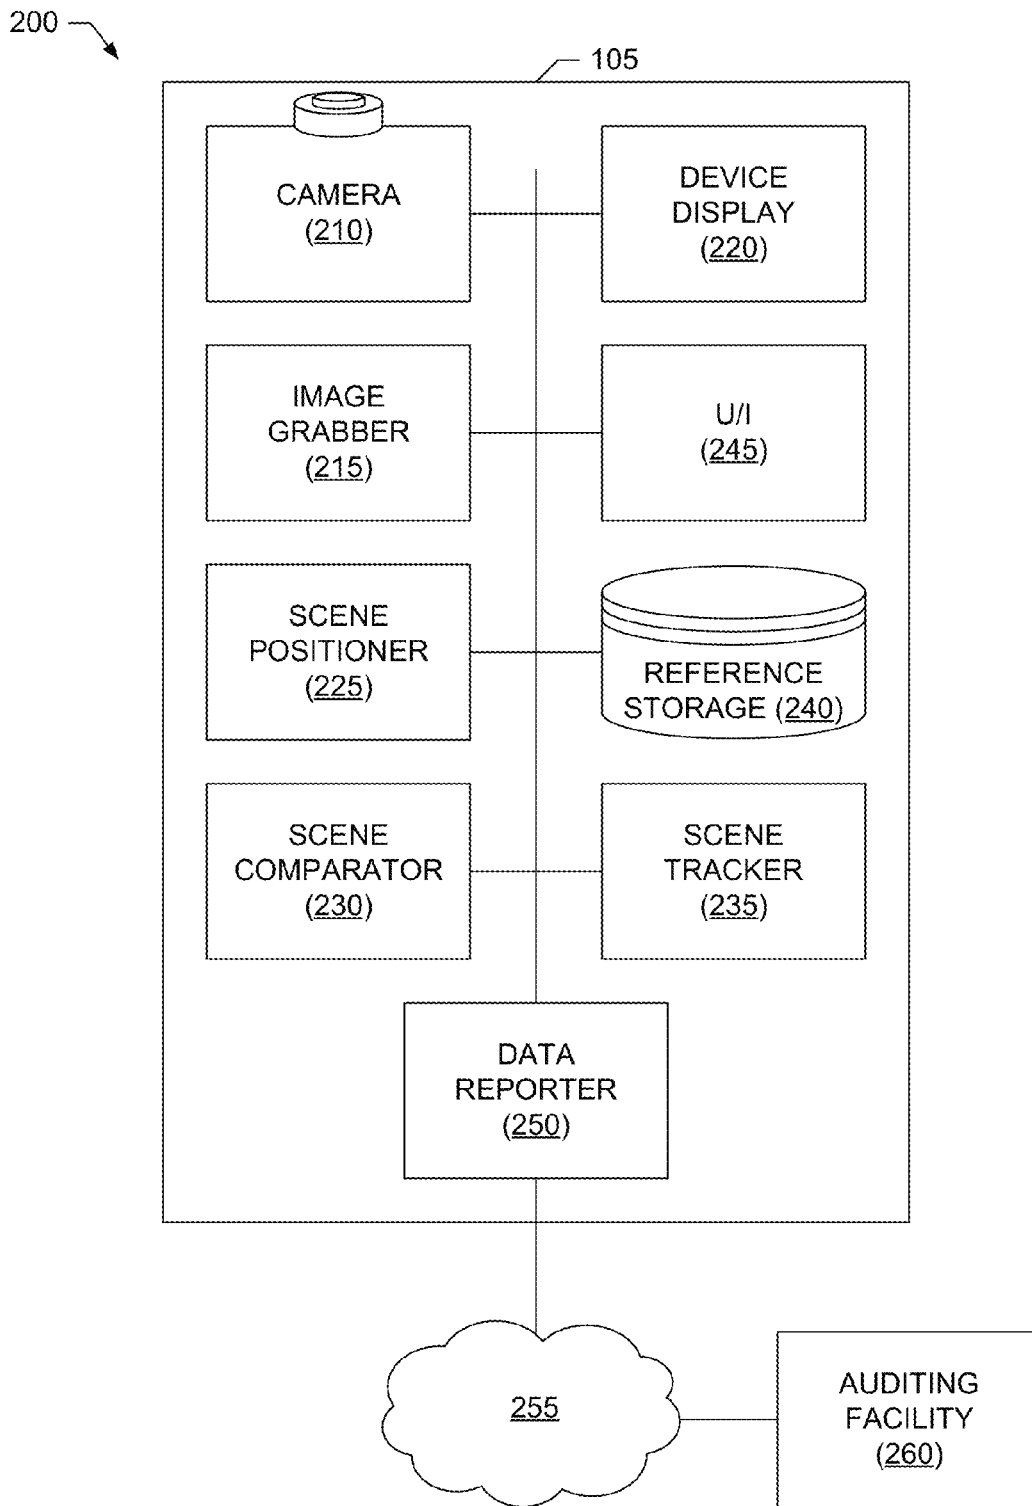 200
105
CAMERA
(210)
DEVICE
DISPLAY
(220)
IMAGE
GRABBER
(215)
U/I
(245)
SCENE
POSITIONER
(225)
REFERENCE
STORAGE (240)
SCENE
COMPARATOR
(230)
SCENE
TRACKER
(235)
DATA
REPORTER
(250)
255
AUDITING
FACILITY
(260)